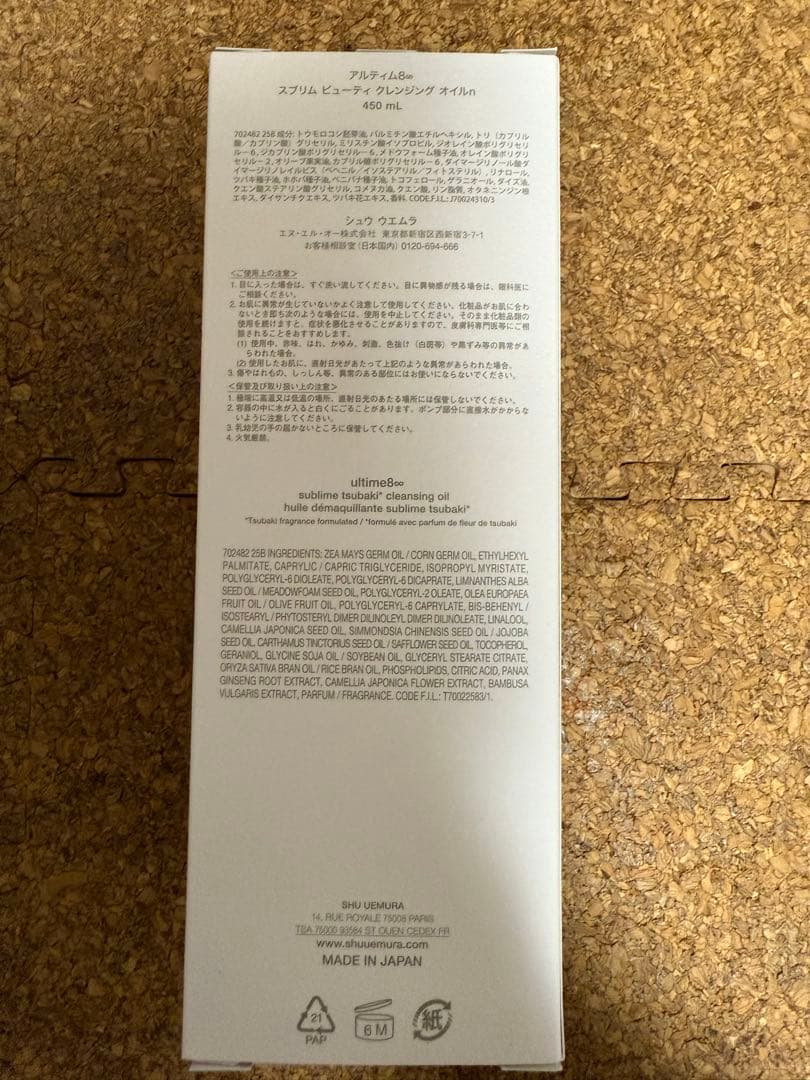 アルティム8∞
スブリム ビューティ クレンジング オイルn
450 mL
702482 25B 成分: トウモロコシ胚芽油, パルミチン酸エチルヘキシル, トリ（カプリル
酸／カプリン酸）グリセリル, ミリスチン酸イソプロピル, ジオレイン酸ポリグリセリ
ル－6, ジカプリン酸ポリグリセリル－6, メドウフォーム種子油, オレイン酸ポリグリ
セリル－2, オリーブ果実油, カプリル酸ポリグリセリル－6, ダイマージリノール酸ダ
イマージリノレイルビス（ベヘニル／イソステアリル／フィトステリル）, リナロール,
ツバキ種子油, ホホバ種子油, ベニバナ種子油, トコフェロール, ゲラニオール, ダイズ油,
クエン酸ステアリン酸グリセリル, コメヌカ油, クエン酸, リン脂質, オタネニンジン根
エキス, ダイサンチクエキス, ツバキ花エキス, 香料. CODE:F.I.L.: J70024310/3
シュウ ウエムラ
エヌ・エル・オー株式会社 東京都新宿区西新宿3-7-1
お客様相談室（日本国内）0120-694-666
＜ご使用上の注意＞
1. 目に入った場合は、すぐ洗い流してください。目に異物感が残る場合は、眼科医に
ご相談ください。
2. お肌に異常が生じていないかよく注意して使用してください。化粧品がお肌に合わ
ないとき即ち次のような場合には、使用を中止してください。そのまま化粧品類の
使用を続けますと、症状を悪化させることがありますので、皮膚科専門医等にご相
談されることをおすすめします。
(1) 使用中、赤味、はれ、かゆみ、刺激、色抜け（白斑等）や黒ずみ等の異常があ
らわれた場合。
(2) 使用したお肌に、直射日光があたって上記のような異常があらわれた場合。
3. 傷やはれもの、しっしん等、異常のある部位にはお使いにならないでください。
＜保管及び取り扱い上の注意＞
1. 極端に高温又は低温の場所、直射日光のあたる場所には保管しないでください。
2. 容器の中に水が入ると白くにごることがあります。ポンプ部分に直接水がかからな
いように注意してください。
3. 乳幼児の手の届かないところに保管してください。
4. 火気厳禁。
ultime8∞
sublime tsubaki* cleansing oil
huile démaquillante sublime tsubaki*
*Tsubaki fragrance formulated / *formulé avec parfum de fleur de tsubaki
702482 25B INGREDIENTS: ZEA MAYS GERM OIL / CORN GERM OIL, ETHYLHEXYL
PALMITATE, CAPRYLIC / CAPRIC TRIGLYCERIDE, ISOPROPYL MYRISTATE,
POLYGLYCERYL-6 DIOLEATE, POLYGLYCERYL-6 DICAPRATE, LIMNANTHES ALBA
SEED OIL / MEADOWFOAM SEED OIL, POLYGLYCERYL-2 OLEATE, OLEA EUROPAEA
FRUIT OIL / OLIVE FRUIT OIL, POLYGLYCERYL-6 CAPRYLATE, BIS-BEHENYL /
ISOSTEARYL / PHYTOSTERYL DIMER DILINOLEYL DIMER DILINOLEATE, LINALOOL,
CAMELLIA JAPONICA SEED OIL, SIMMONDSIA CHINENSIS SEED OIL / JOJOBA
SEED OIL, CARTHAMUS TINCTORIUS SEED OIL / SAFFLOWER SEED OIL, TOCOPHEROL,
GERANIOL, GLYCINE SOJA OIL / SOYBEAN OIL, GLYCERYL STEARATE CITRATE,
ORYZA SATIVA BRAN OIL / RICE BRAN OIL, PHOSPHOLIPIDS, CITRIC ACID, PANAX
GINSENG ROOT EXTRACT, CAMELLIA JAPONICA FLOWER EXTRACT, BAMBUSA
VULGARIS EXTRACT, PARFUM / FRAGRANCE. CODE F.I.L.: T70022583/1.
SHU UEMURA
14, RUE ROYALE 75008 PARIS
TSA 75000 93584 ST OUEN CEDEX FR
www.shuuemura.com
MADE IN JAPAN
21
PAP
6 M
紙